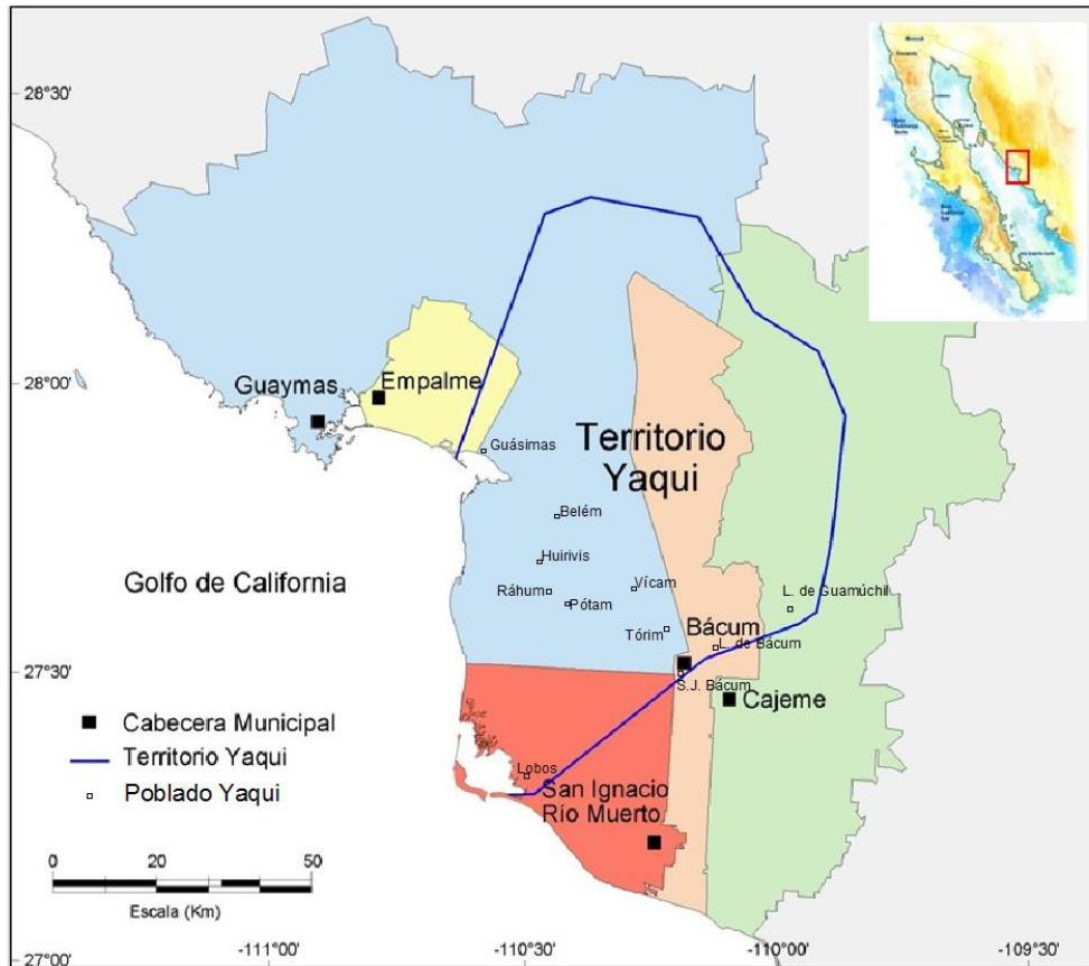 28°30'
28°00'
27°30'
27°00'
-111°00'
-110°30'
-110°00'
-109°30'
Guaymas
Empalme
Guásimas
Territorio
Yaqui
Belém
Huirivis
Ráhum
Pótam
Vícam
Tórim
Golfo de California
L. de Guamúchil
Bácum
L. de Bácum
S.J. Bácum
Cajeme
Lobos
San Ignacio
Río Muerto
Cabecera Municipal
Territorio Yaqui
Poblado Yaqui
0 20 50
Escala (Km)